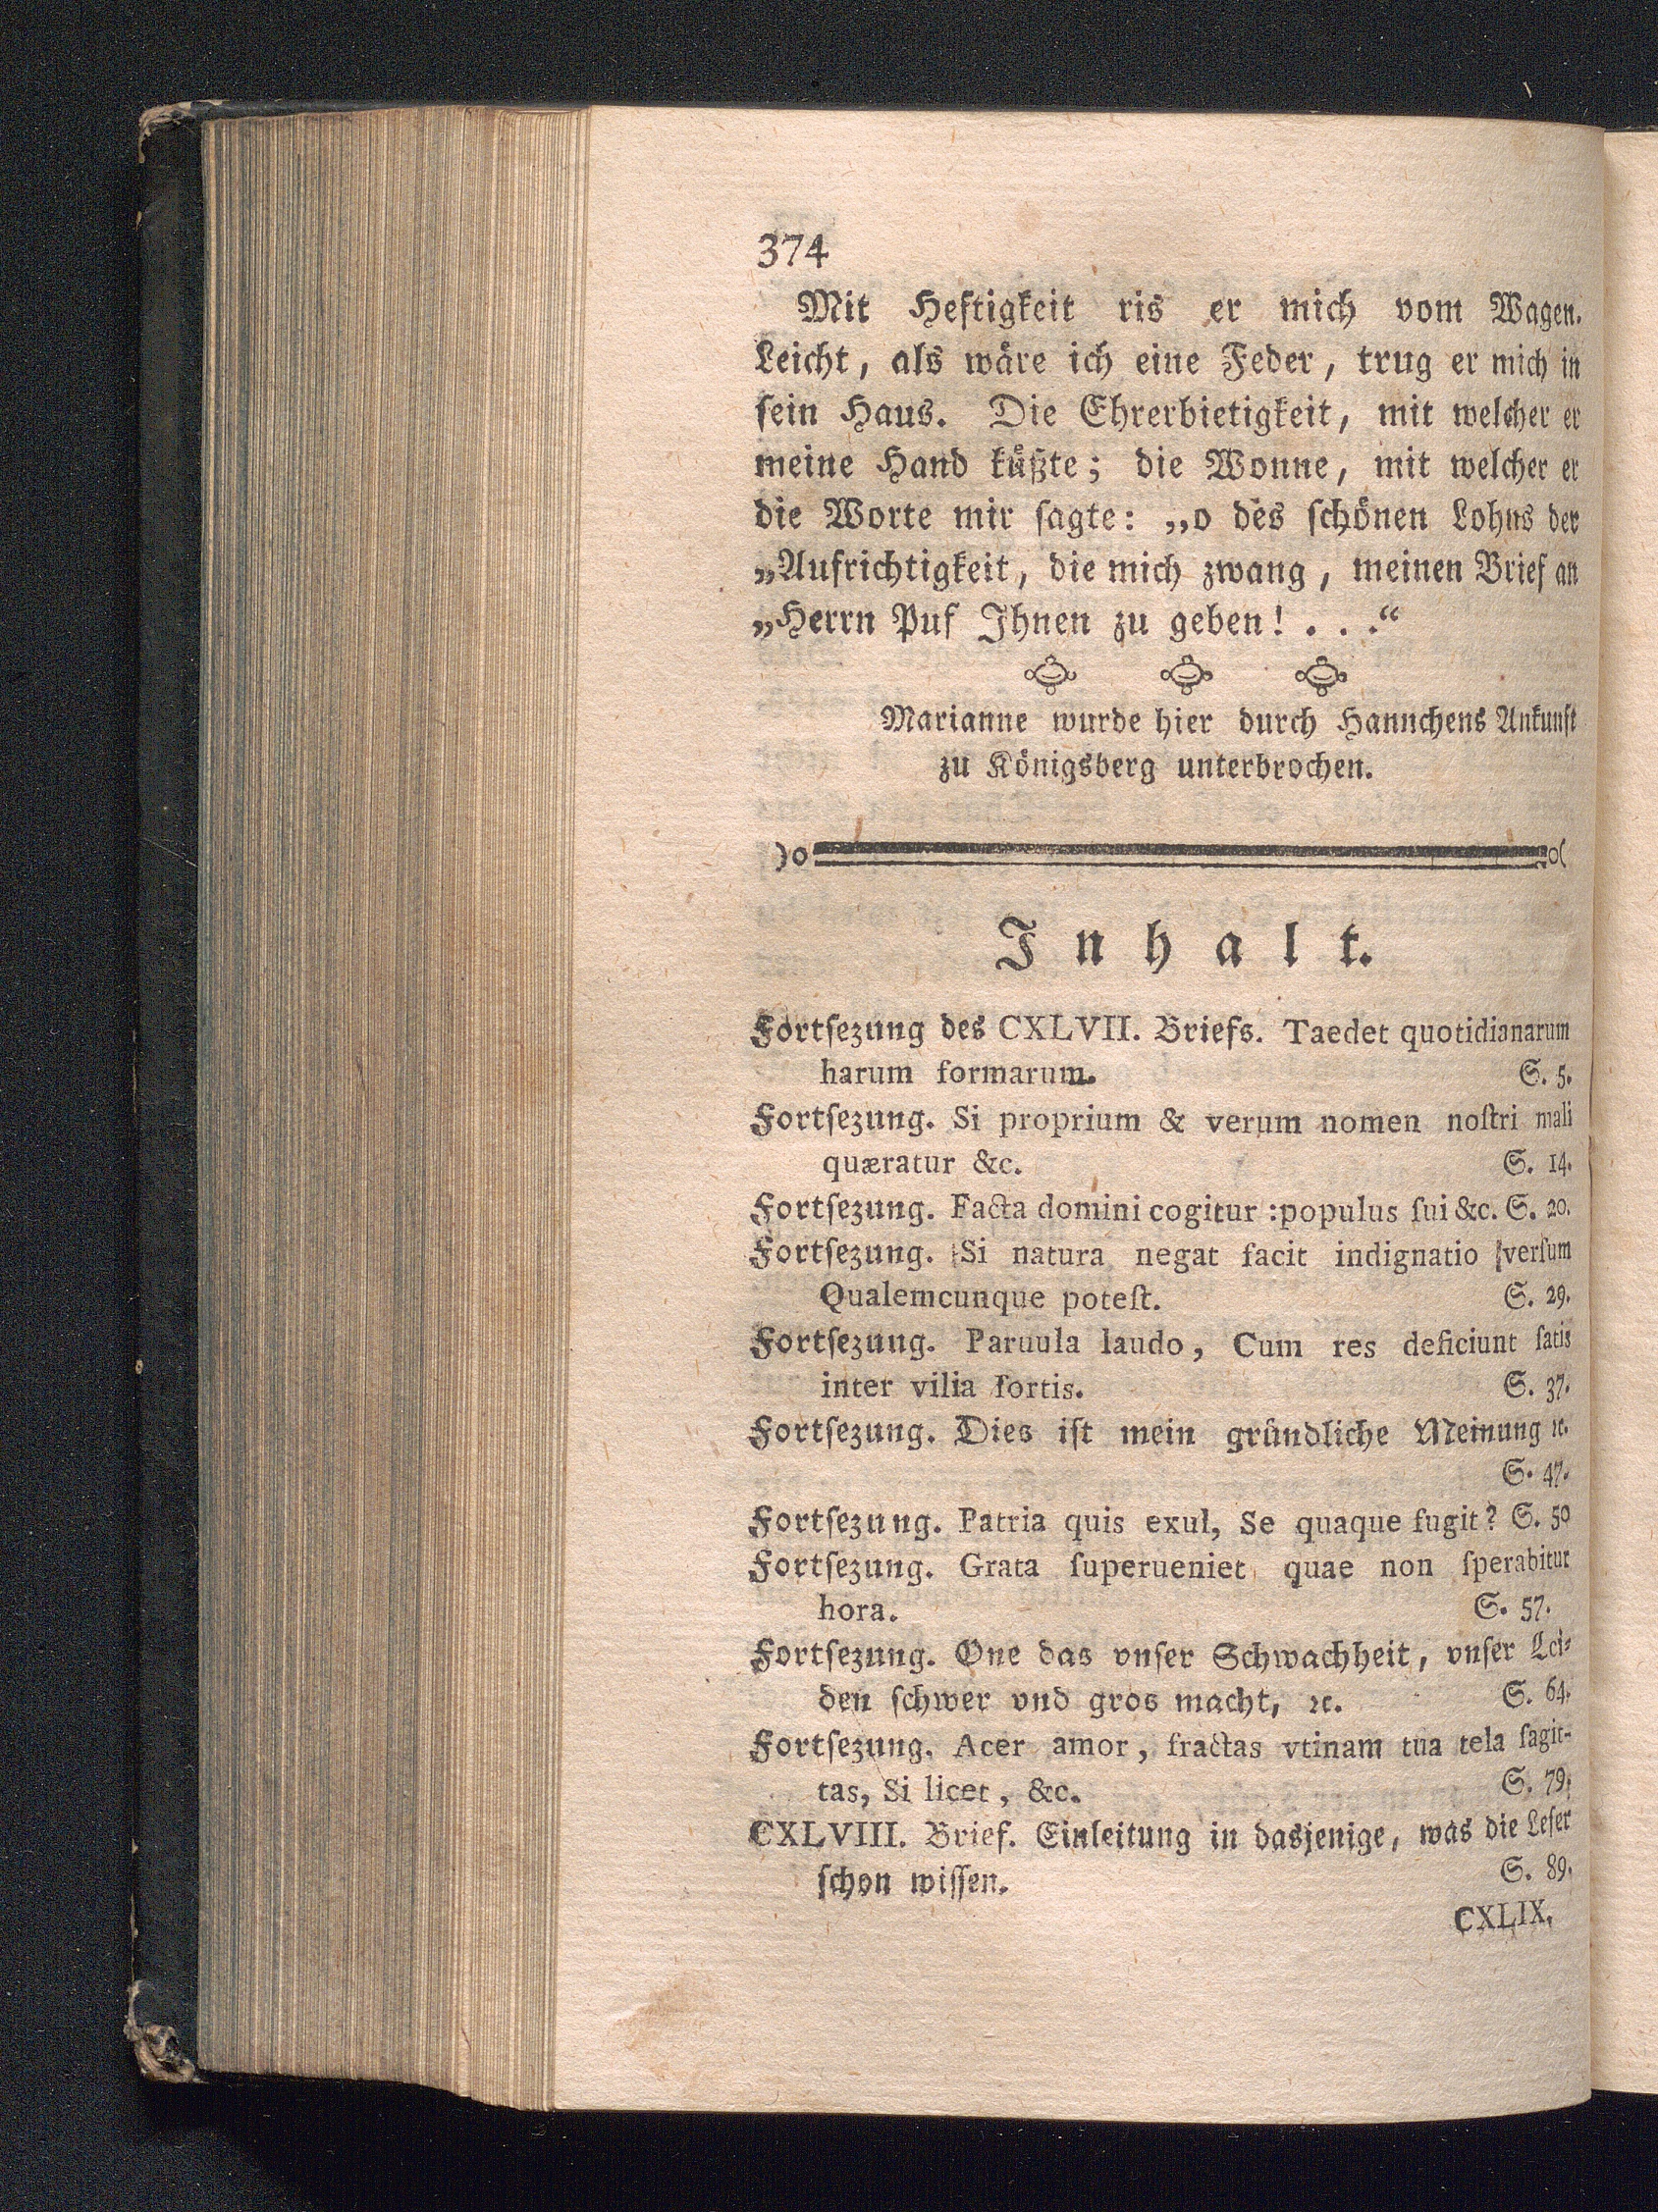 374
Mit Heftigkeit ris er mich vom Wagen.
Leicht, als wäre ich eine Feder, trug er mich in
ſein Haus. Die Ehrerbietigkeit, mit welcher er
meine Hand küßte; die Wonne, mit welcher er
die Worte mir ſagte: „o des ſchönen Lohns der
„Aufrichtigkeit, die mich zwang, meinen Brief an
„Herrn Puf Ihnen zu geben! . . .“
Marianne wurde hier durch Hannchens Ankunft
zu Königsberg unterbrochen.
Inhalt.
Fortſezung des CXLVII. Briefs. Taedet quotidianarum
harum formarum. S. 5.
Fortſezung. Si proprium & verum nomen noſtri mali
quæratur &c. S. 14.
Fortſezung. Facta domini cogitur :populus ſui &c. S. 20.
Fortſezung. Si natura negat facit indignatio verſum
Qualemcunque poteſt. S. 29.
Fortſezung. Paruula laudo, Cum res deficiunt ſatis
inter vilia fortis. S. 37.
Fortſezung. Dies iſt mein gründliche Meinung ꝛc.
S. 47.
Fortſezung. Patria quis exul, Se quaque fugit? S. 50
Fortſezung. Grata ſuperueniet quae non ſperabitur
hora. S. 57.
Fortſezung. One das vnſer Schwachheit, vnſer Lei-
den ſchwer vnd gros macht, ꝛc. S. 64.
Fortſezung. Acer amor, fractas vtinam tua tela ſagit-
tas, Si licet, &c. S. 79.
CXLVIII. Brief. Einleitung in dasjenige, was die Leſer
ſchon wiſſen. S. 89.
CXLIX.